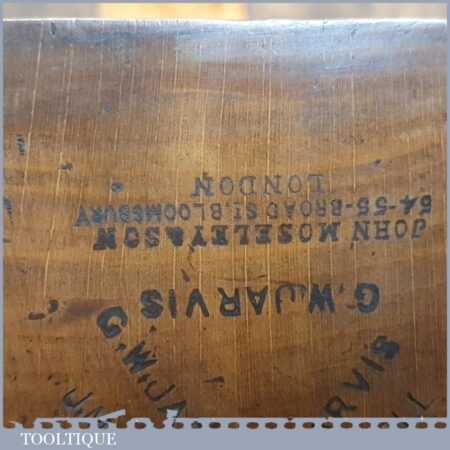 G.W.JARVIS
JOHN MOSELEY&SON
54-55-BROAD ST. BLOOMSBURY
LONDON
TOOLTIQUE